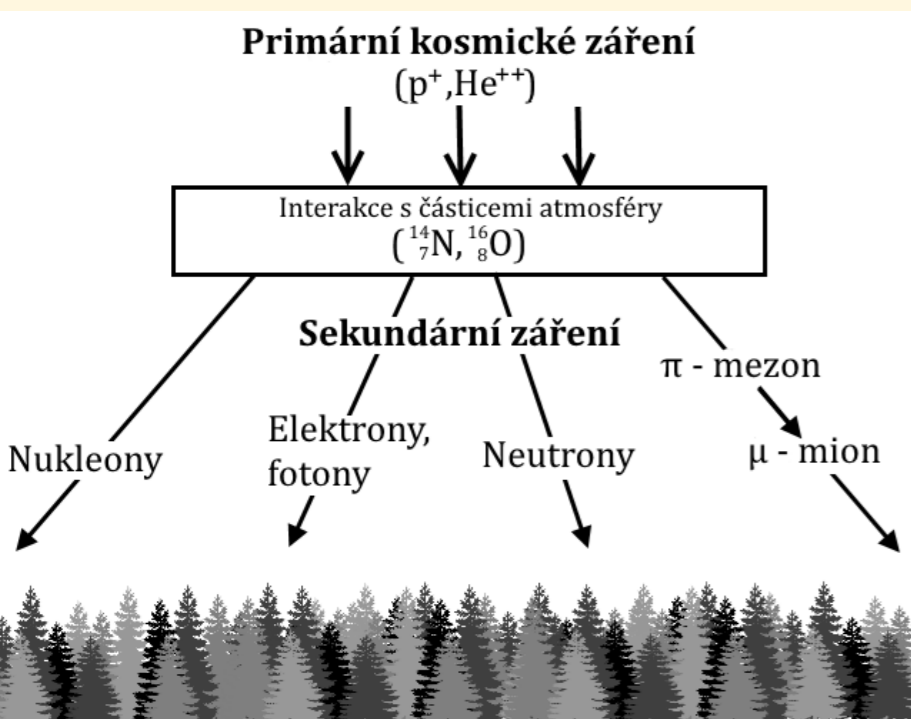 Primární kosmické záření
(p⁺,He⁺⁺)
Interakce s částicemi atmosféry
(¹⁴₇N, ¹⁶₈O)
Sekundární záření
π - mezon
Elektrony,
fotony
Nukleony
Neutrony
μ - mion